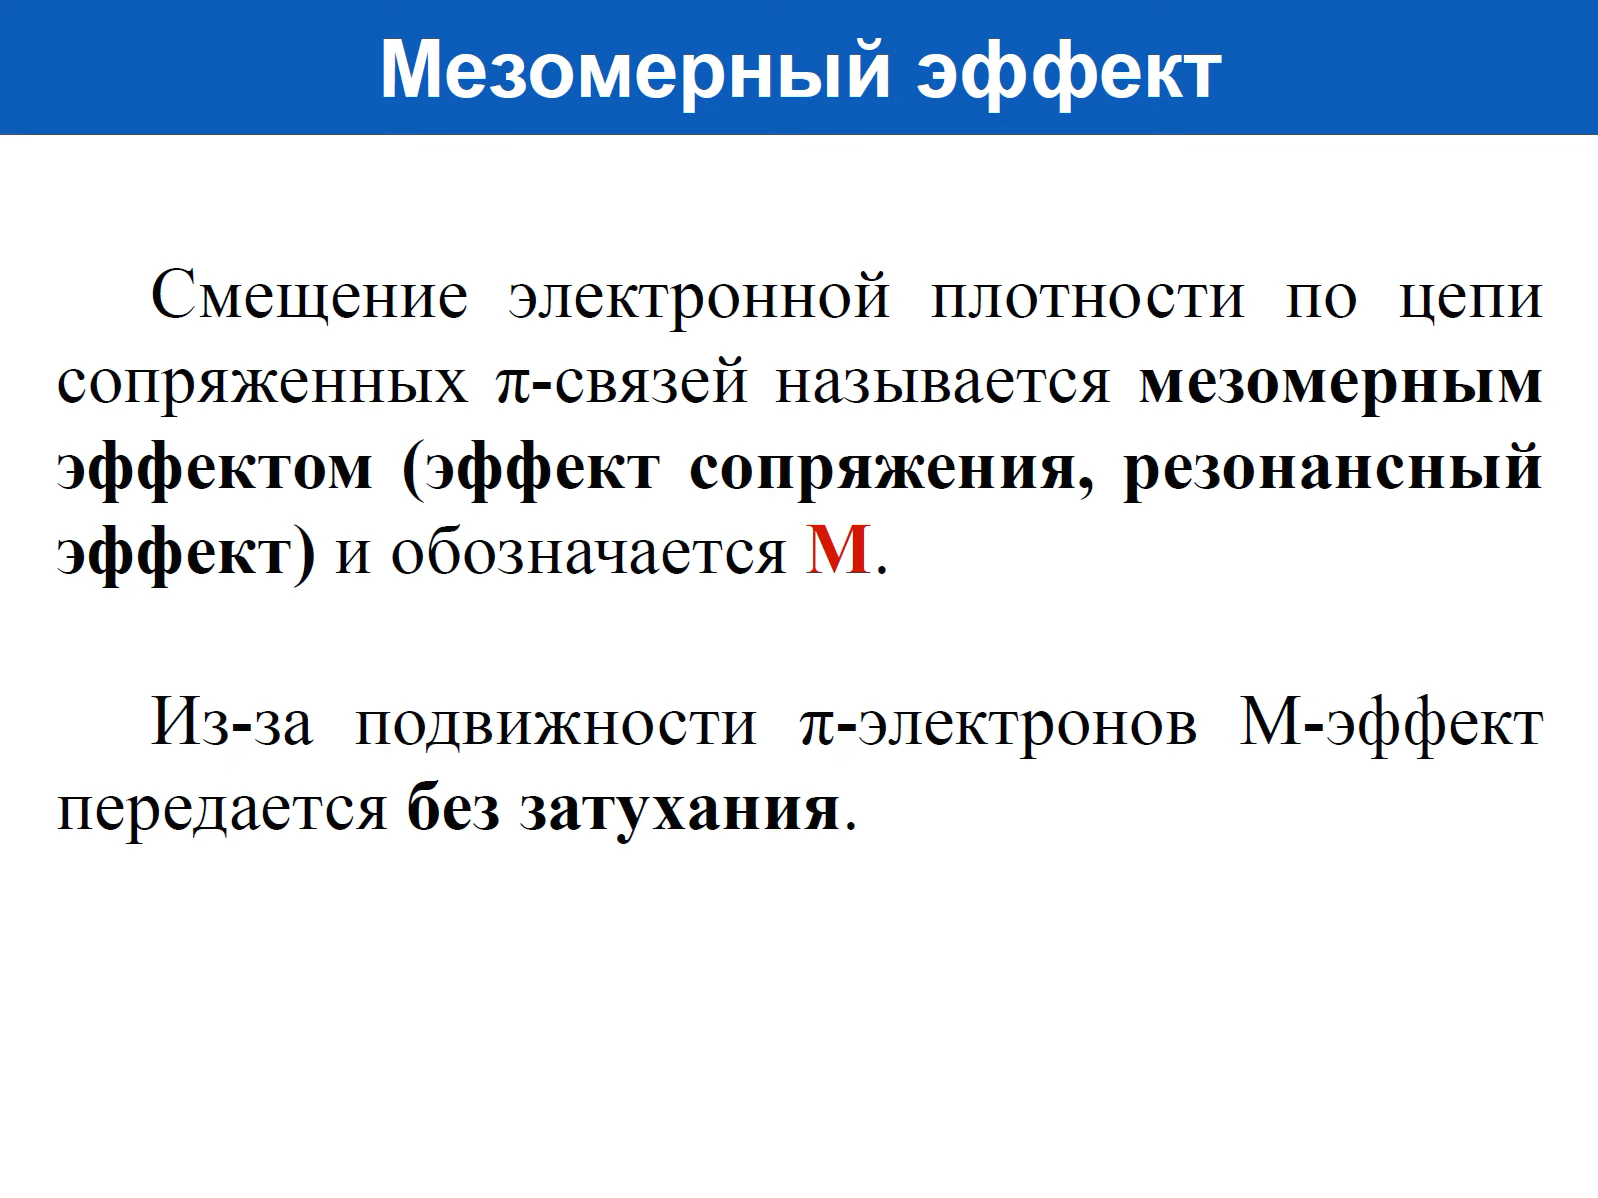 Мезомерный эффект
Смещение электронной плотности по цепи
сопряженных π-связей называется мезомерным
эффектом (эффект сопряжения, резонансный
эффект) и обозначается М.
Из-за подвижности π-электронов М-эффект
передается без затухания.